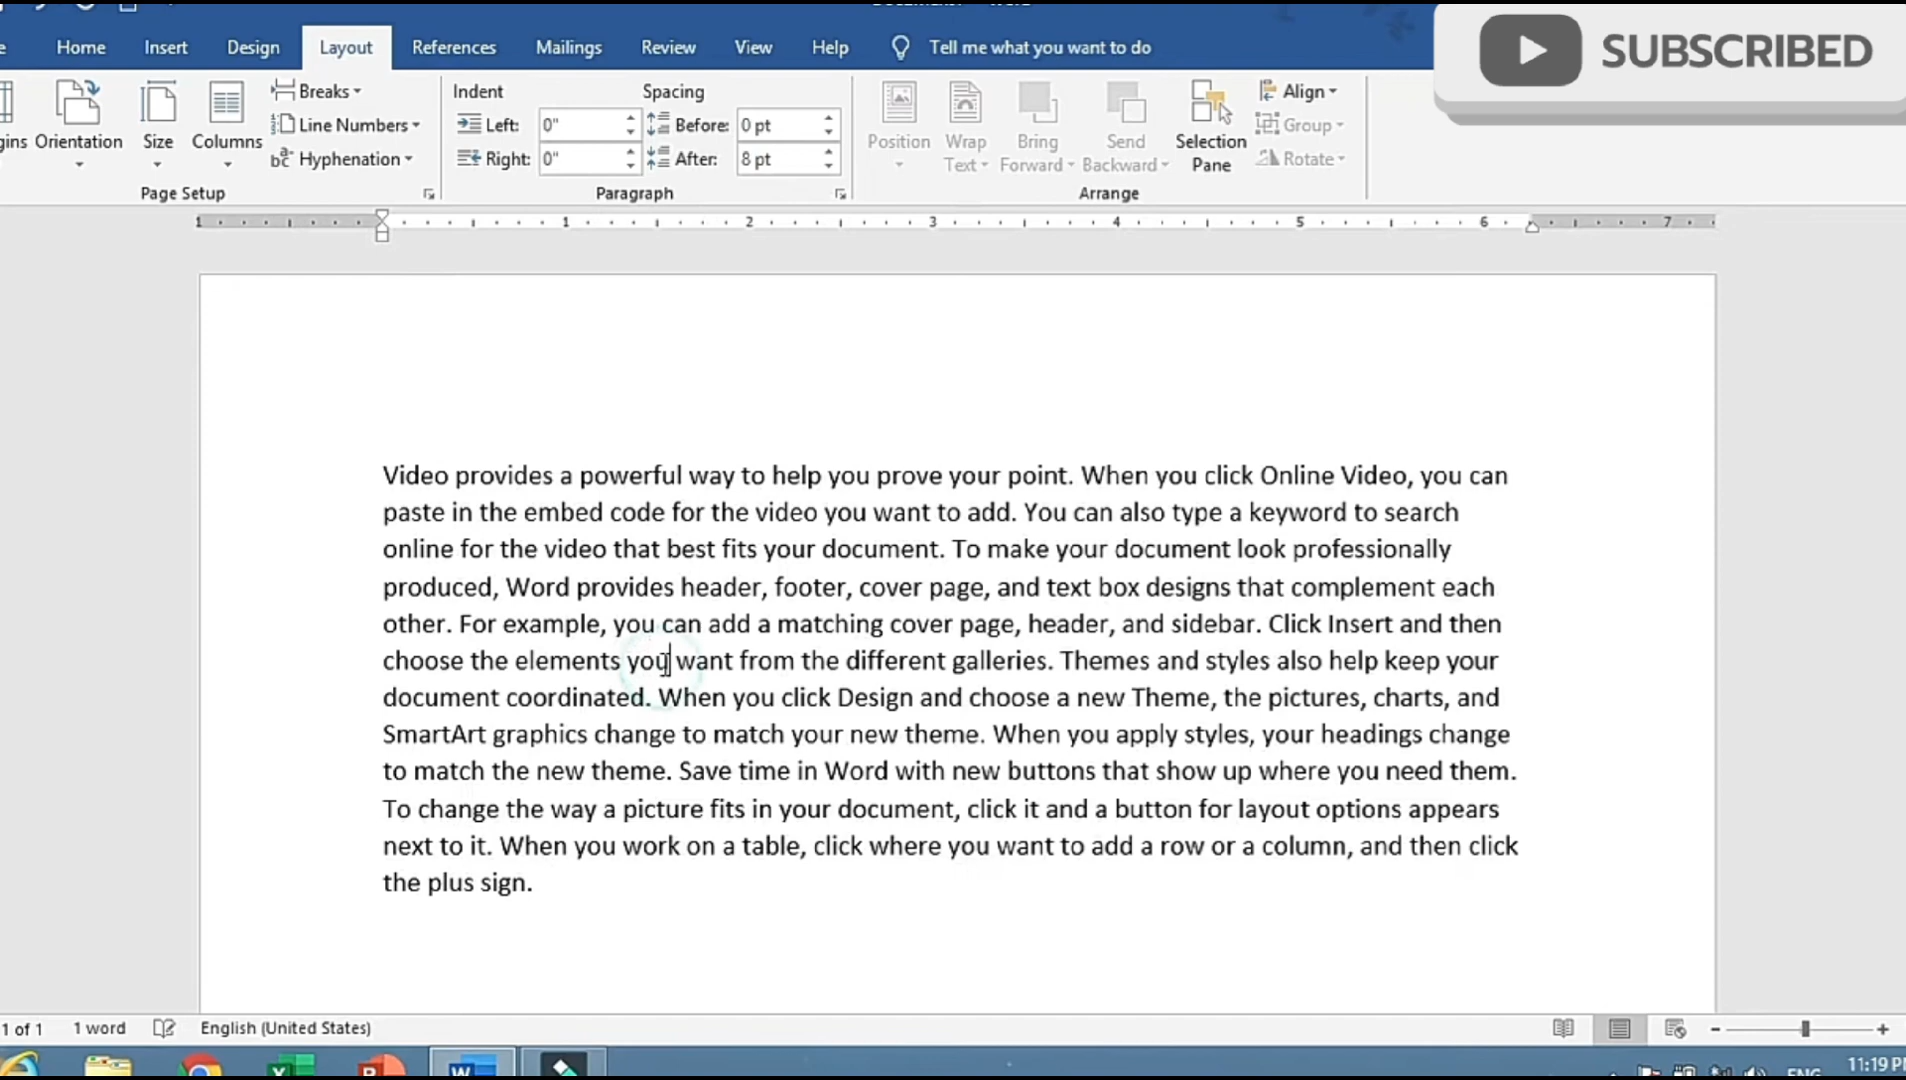 Home Insert Design Layout References Mailings Review View Help Tell me what you want to do
SUBSCRIBED
Orientation Size Columns
Breaks
Line Numbers
Hyphenation
Page Setup
Indent Spacing
Left: 0" Before: 0 pt
Right: 0" After: 8 pt
Paragraph
Position Wrap Text Bring Forward Send Backward Selection Pane
Align
Group
Rotate
Arrange
1 1 2 3 4 5 6 7
Video provides a powerful way to help you prove your point. When you click Online Video, you can
paste in the embed code for the video you want to add. You can also type a keyword to search
online for the video that best fits your document. To make your document look professionally
produced, Word provides header, footer, cover page, and text box designs that complement each
other. For example, you can add a matching cover page, header, and sidebar. Click Insert and then
choose the elements you want from the different galleries. Themes and styles also help keep your
document coordinated. When you click Design and choose a new Theme, the pictures, charts, and
SmartArt graphics change to match your new theme. When you apply styles, your headings change
to match the new theme. Save time in Word with new buttons that show up where you need them.
To change the way a picture fits in your document, click it and a button for layout options appears
next to it. When you work on a table, click where you want to add a row or a column, and then click
the plus sign.
1 of 1 1 word English (United States)
11:19